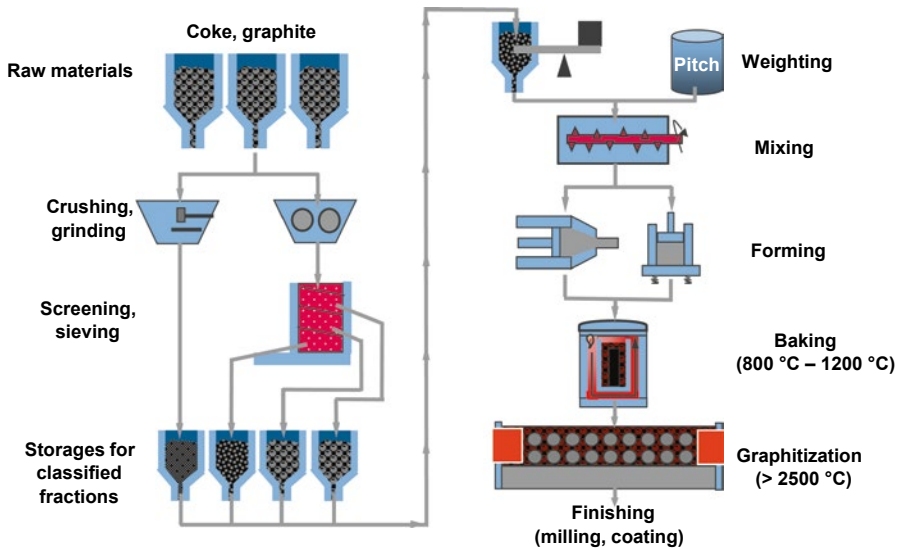 Coke, graphite
Raw materials
Crushing,
grinding
Screening,
sieving
Storages for
classified
fractions
Pitch
Weighting
Mixing
Forming
Baking
(800 °C – 1200 °C)
Graphitization
(> 2500 °C)
Finishing
(milling, coating)